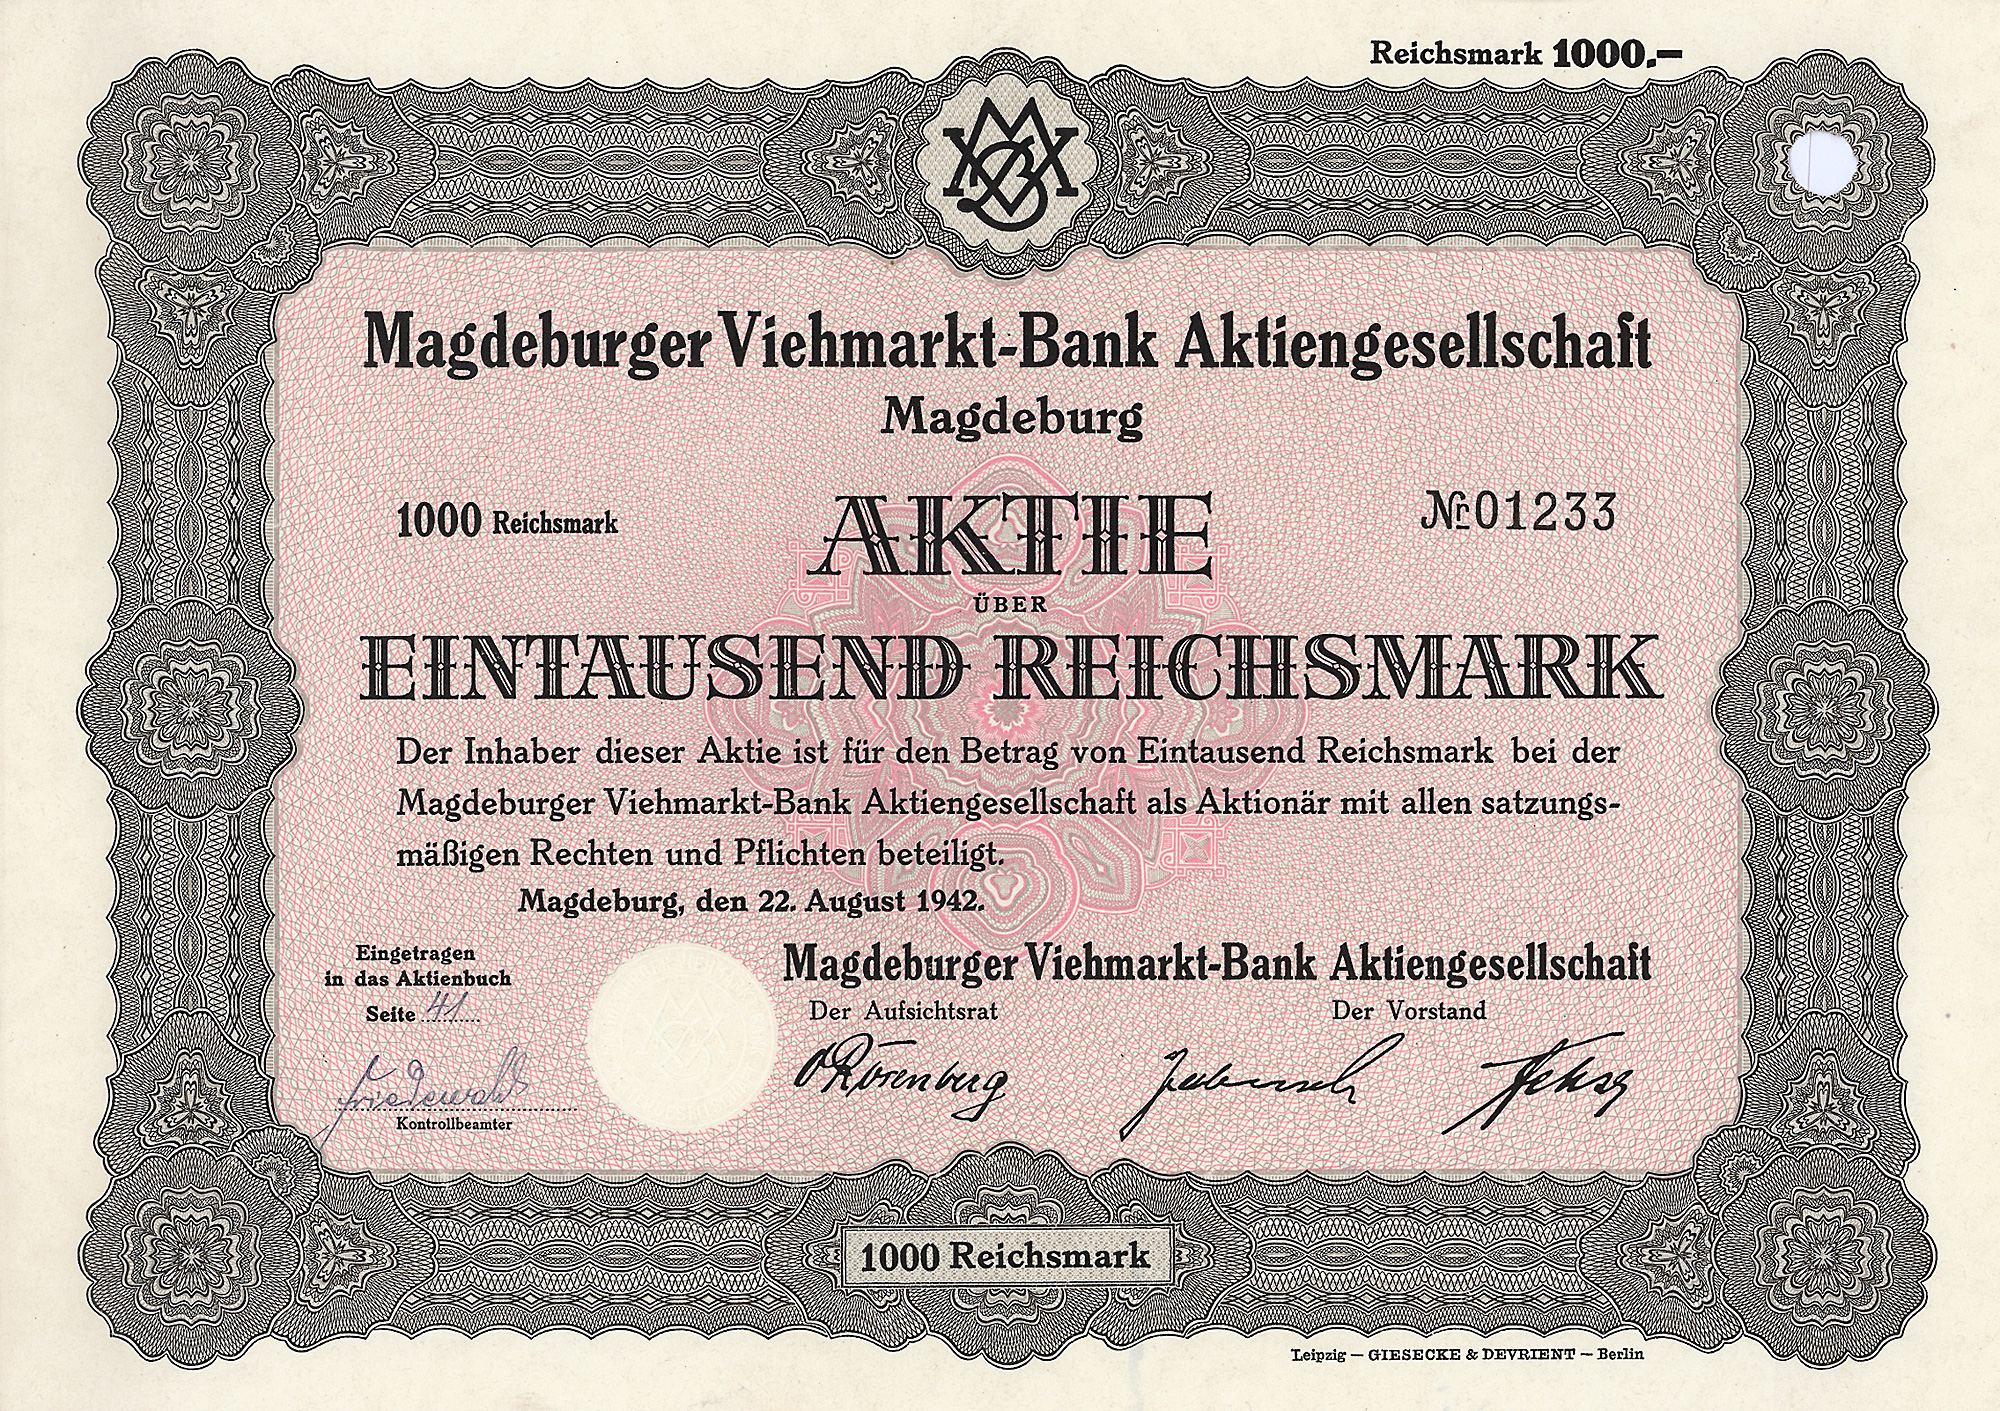 Reichsmark 1000.—
Magdeburger Viehmarkt-Bank Aktiengesellschaft
Magdeburg
1000 Reichsmark
AKTIE
Nr 01233
ÜBER
EINTAUSEND REICHSMARK
Der Inhaber dieser Aktie ist für den Betrag von Eintausend Reichsmark bei der
Magdeburger Viehmarkt-Bank Aktiengesellschaft als Aktionär mit allen satzungs-
mäßigen Rechten und Pflichten beteiligt.
Magdeburg, den 22. August 1942.
Eingetragen
in das Aktienbuch
Seite 41
Friedewald
Kontrollbeamter
Magdeburger Viehmarkt-Bank Aktiengesellschaft
Der Aufsichtsrat
Der Vorstand
1000 Reichsmark
Leipzig — GIESECKE & DEVRIENT — Berlin